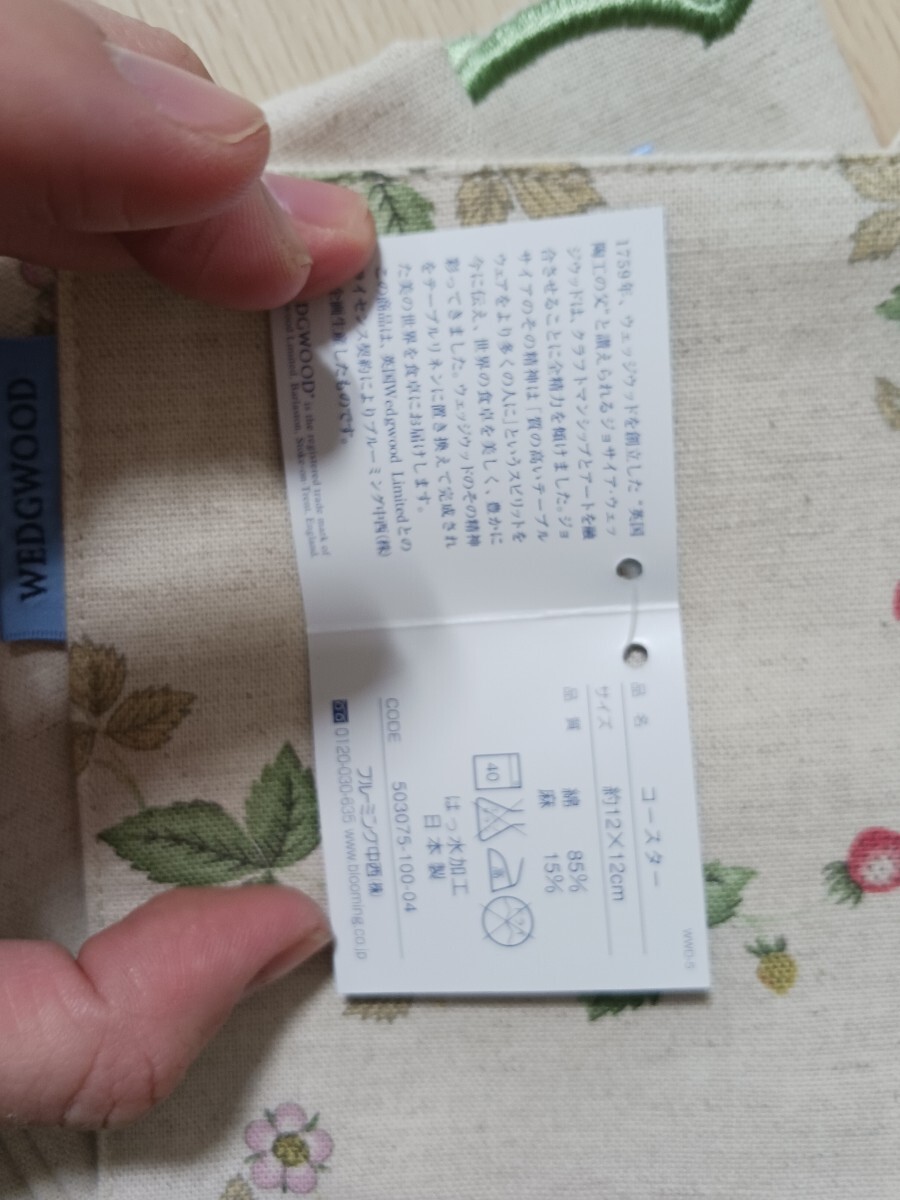 1759年、ウェッジウッドを創立した“英国
陶工の父”と讃えられるジョサイア・ウェッ
ジウッドは、クラフトマンシップとアートを融
合させることに全精力を傾けました。ジョ
サイアのその精神は「質の高いテーブル
ウェアをより多くの人に」というスピリットを
今に伝え、世界の食卓を美しく、豊かに
彩ってきました。ウェッジウッドのその精神
をテーブルリネンに置き換えて完成され
た美の世界を食卓にお届けします。
この商品は、英国Wedgwood Limitedとの
ライセンス契約によりブルーミング中西(株)
企画生産したものです。
DGWOOD® is the registered trade mark of
Limited, Barlaston, Stoke-on-Trent, England
品名 コースター
サイズ 約12×12cm
品質 綿 85%
麻 15%
40
はっ水加工
日本製
CODE 503075-100-04
ブルーミング中西㈱
0120-030-635 www.blooming.co.jp
WWD-5
WEDGWOOD